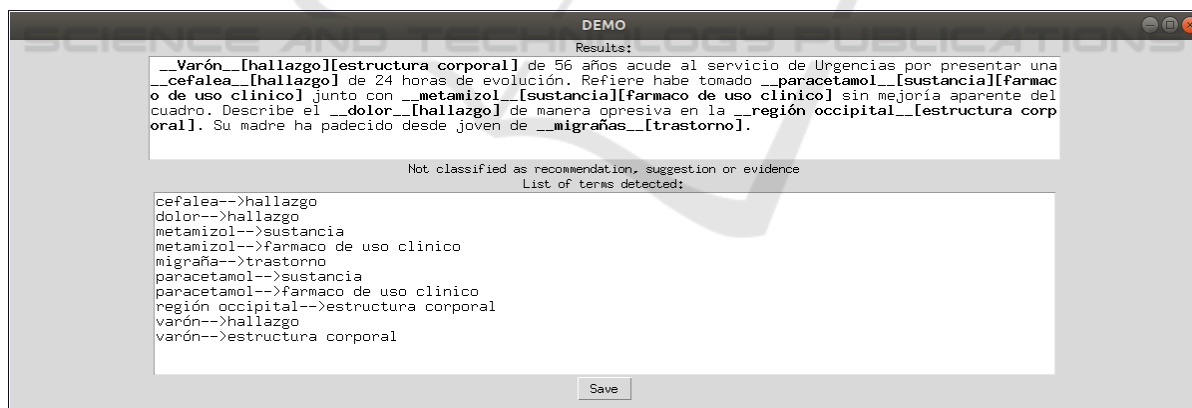 DEMO
SCIENCE AND TECHNOLOGY PUBLICATIONS
Results:
__Varón__[hallazgo][estructura corporal] de 56 años acude al servicio de Urgencias por presentar una
__cefalea__[hallazgo] de 24 horas de evolución. Refiere habe tomado __paracetamol__[sustancia][farmac
o de uso clinico] junto con __metamizol__[sustancia][farmaco de uso clinico] sin mejoría aparente del
cuadro. Describe el __dolor__[hallazgo] de manera opresiva en la __región occipital__[estructura corp
oral]. Su madre ha padecido desde joven de __migrañas__[trastorno].
Not classified as recommendation, suggestion or evidence
List of terms detected:
cefalea-->hallazgo
dolor-->hallazgo
metamizol-->sustancia
metamizol-->farmaco de uso clinico
migraña-->trastorno
paracetamol-->sustancia
paracetamol-->farmaco de uso clinico
región occipital-->estructura corporal
varón-->hallazgo
varón-->estructura corporal
Save